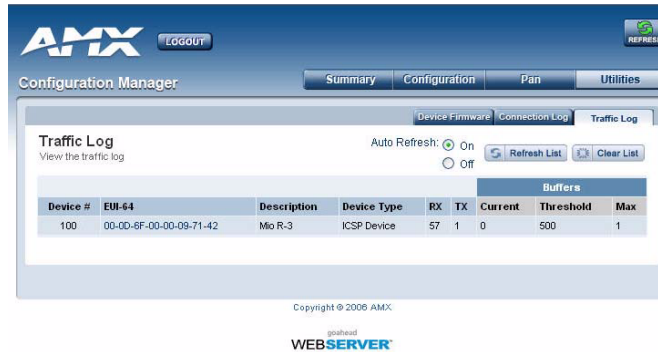 AMX LOGOUT
REFRESH
Configuration Manager Summary Configuration Pan Utilities
Device Firmware Connection Log Traffic Log
Traffic Log Auto Refresh: On Refresh List Clear List
View the traffic log Off
Buffers
Device # EUI-64 Description Device Type RX TX Current Threshold Max
100 00-0D-6F-00-00-09-71-42 Mio R-3 ICSP Device 57 1 0 500 1
Copyright © 2006 AMX
goahead
WEBSERVER